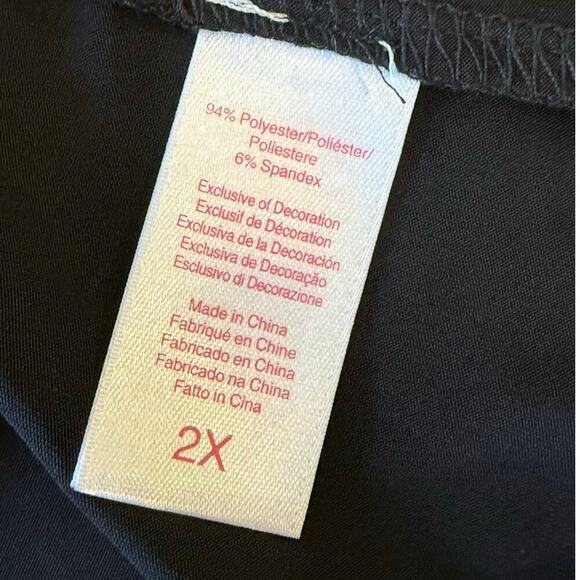 94% Polyester/Poliéster/
Poliestere
6% Spandex
Exclusive of Decoration
Exclusif de Décoration
Exclusiva de la Decoración
Exclusiva de Decoração
Esclusivo di Decorazione
Made in China
Fabriqué en Chine
Fabricado en China
Fabricado na China
Fatto in Cina
2X